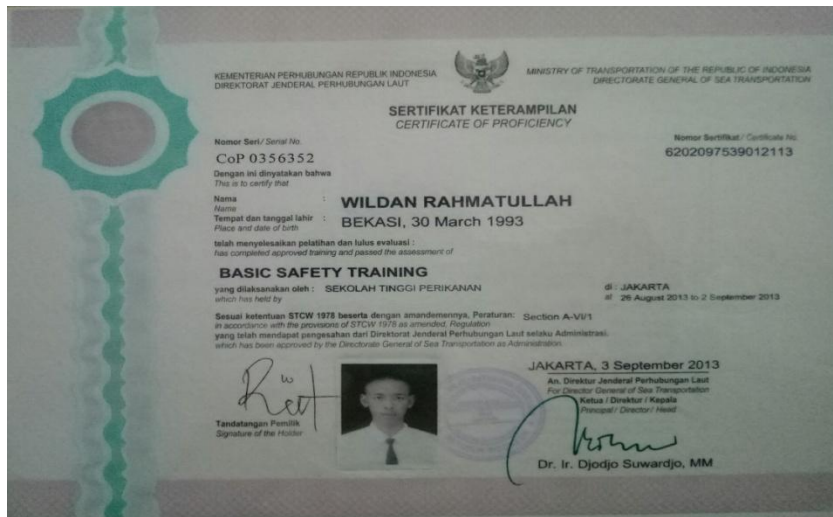 KEMENTERIAN PERHUBUNGAN REPUBLIK INDONESIA
DIREKTORAT JENDERAL PERHUBUNGAN LAUT
MINISTRY OF TRANSPORTATION OF THE REPUBLIC OF INDONESIA
DIRECTORATE GENERAL OF SEA TRANSPORTATION
SERTIFIKAT KETERAMPILAN
CERTIFICATE OF PROFICIENCY
Nomor Seri / Serial No.
CoP 0356352
Nomor Sertifikat / Certificate No.
6202097539012113
Dengan ini dinyatakan bahwa
This is to certify that
Nama : WILDAN RAHMATULLAH
Name
Tempat dan tanggal lahir : BEKASI, 30 March 1993
Place and date of birth
telah menyelesaikan pelatihan dan lulus evaluasi :
has completed approved training and passed the assessment of
BASIC SAFETY TRAINING
yang dilaksanakan oleh : SEKOLAH TINGGI PERIKANAN di : JAKARTA
which has held by at 26 August 2013 to 2 September 2013
Sesuai ketentuan STCW 1978 beserta dengan amandemennya, Peraturan: Section A-VI/1
in accordance with the provisions of STCW 1978 as amended, Regulation
yang telah mendapat pengesahan dari Direktorat Jenderal Perhubungan Laut selaku Administrasi.
which has been approved by the Directorate General of Sea Transportation as Administration
JAKARTA, 3 September 2013
An. Direktur Jenderal Perhubungan Laut
For Director General of Sea Transportation
Ketua / Direktur / Kepala
Principal / Director / Head
Tandatangan Pemilik
Signature of the Holder
Dr. Ir. Djodjo Suwardjo, MM